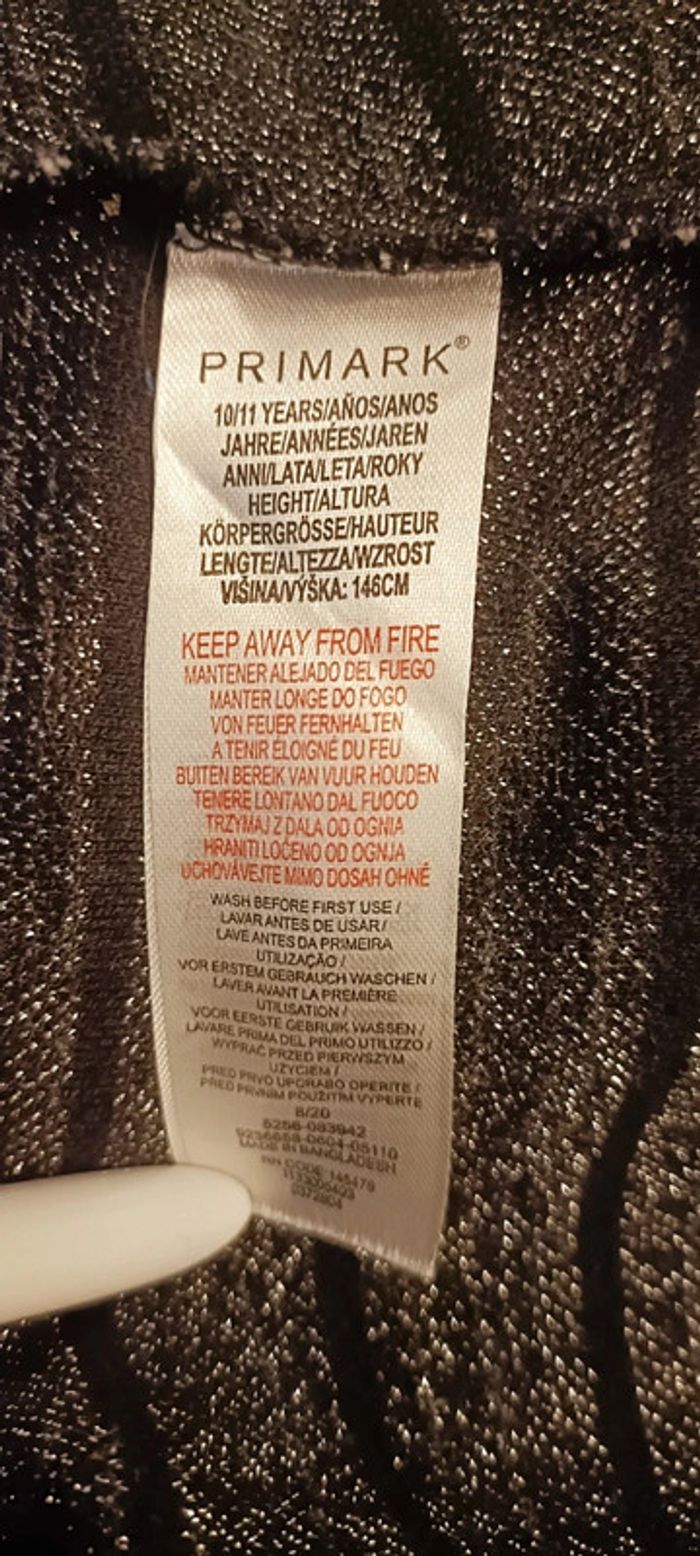 PRIMARK®
10/11 YEARS/AÑOS/ANOS
JAHRE/ANNÉES/JAREN
ANNI/LATA/LETA/ROKY
HEIGHT/ALTURA
KÖRPERGRÖSSE/HAUTEUR
LENGTE/ALTEZZA/WZROST
VIŠINA/VÝŠKA: 146CM
KEEP AWAY FROM FIRE
MANTENER ALEJADO DEL FUEGO
MANTER LONGE DO FOGO
VON FEUER FERNHALTEN
A TENIR ÉLOIGNÉ DU FEU
BUITEN BEREIK VAN VUUR HOUDEN
TENERE LONTANO DAL FUOCO
TRZYMAJ Z DALA OD OGNIA
HRANITI LOČENO OD OGNJA
UCHOVÁVEJTE MIMO DOSAH OHNĚ
WASH BEFORE FIRST USE /
LAVAR ANTES DE USAR /
LAVE ANTES DA PRIMEIRA
UTILIZAÇÃO /
VOR ERSTEM GEBRAUCH WASCHEN /
LAVER AVANT LA PREMIÈRE
UTILISATION /
VOOR EERSTE GEBRUIK WASSEN /
LAVARE PRIMA DEL PRIMO UTILIZZO /
WYPRAĆ PRZED PIERWSZYM
UŻYCIEM /
PRED PRVO UPORABO OPERITE /
PŘED PRVNÍM POUŽITÍM VYPERTE
8/20
MADE IN BANGLADESH
RN CODE: